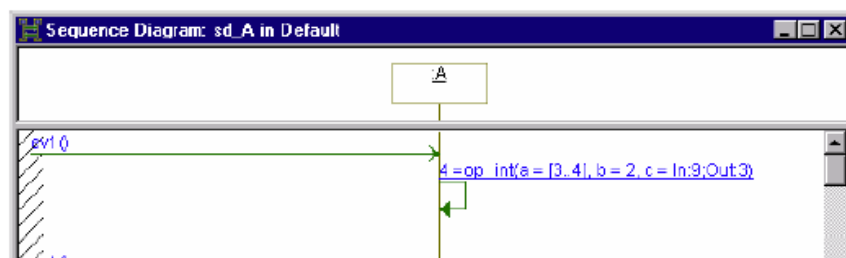 Sequence Diagram: sd_A in Default
:A
ev1()
4 =op_int(a = [3..4], b = 2, c = In:9;Out:3)